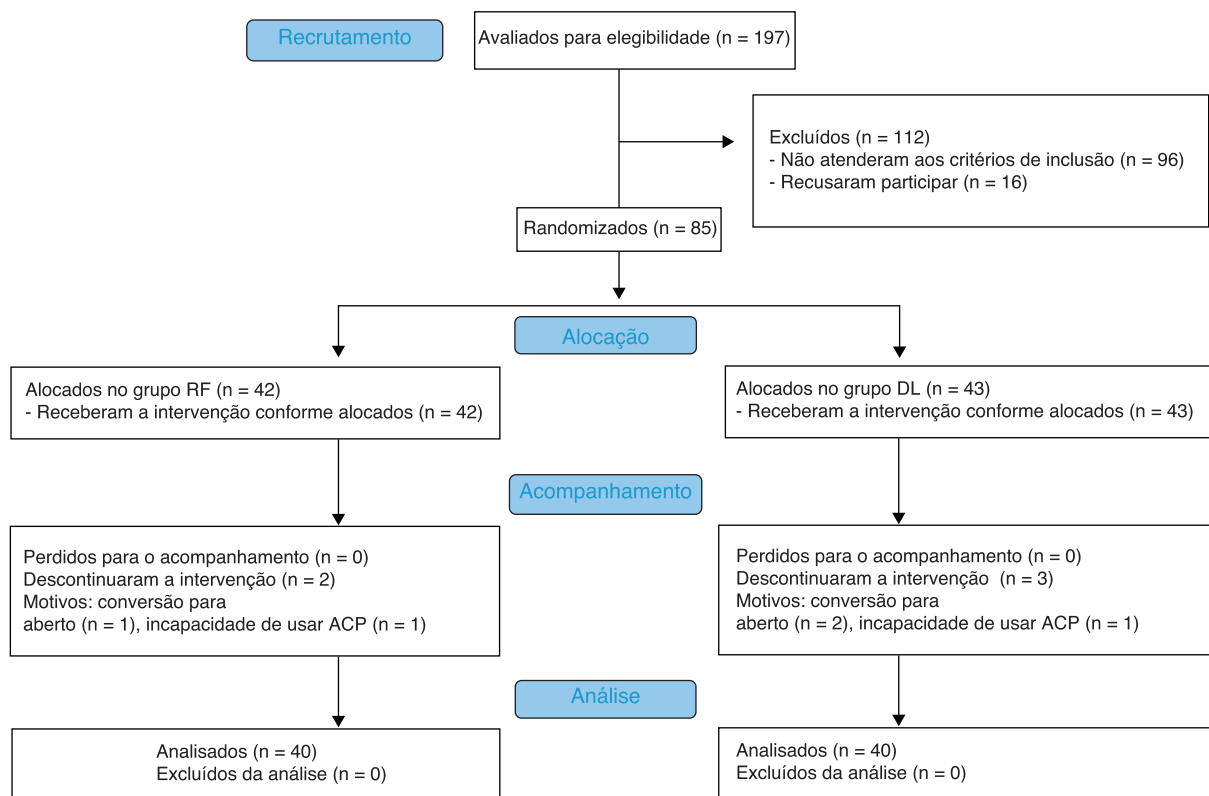 Recrutamento
Avaliados para elegibilidade (n = 197)
Excluídos (n = 112)
- Não atenderam aos critérios de inclusão (n = 96)
- Recusaram participar (n = 16)
Randomizados (n = 85)
Alocação
Alocados no grupo RF (n = 42)
- Receberam a intervenção conforme alocados (n = 42)
Alocados no grupo DL (n = 43)
- Receberam a intervenção conforme alocados (n = 43)
Acompanhamento
Perdidos para o acompanhamento (n = 0)
Descontinuaram a intervenção (n = 2)
Motivos: conversão para
aberto (n = 1), incapacidade de usar ACP (n = 1)
Perdidos para o acompanhamento (n = 0)
Descontinuaram a intervenção (n = 3)
Motivos: conversão para
aberto (n = 2), incapacidade de usar ACP (n = 1)
Análise
Analisados (n = 40)
Excluídos da análise (n = 0)
Analisados (n = 40)
Excluídos da análise (n = 0)